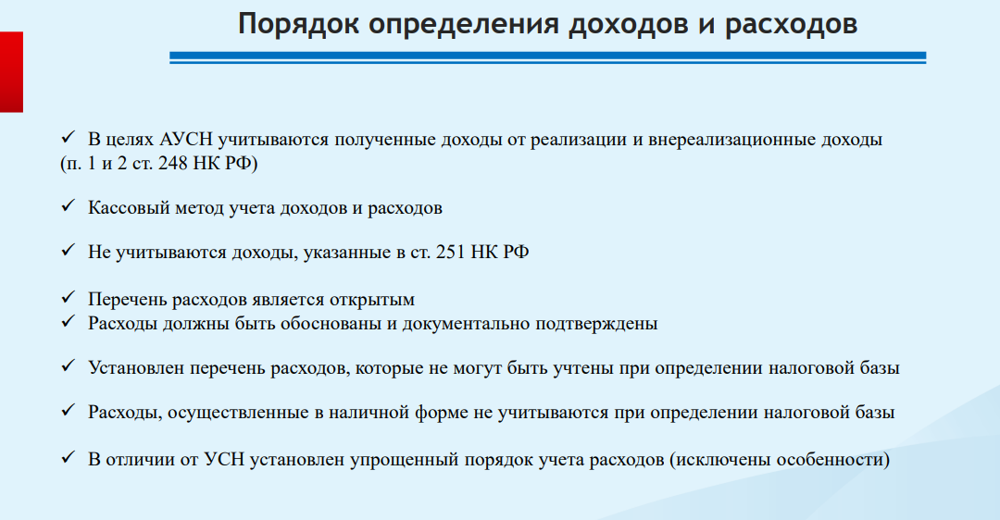 Порядок определения доходов и расходов
✓ В целях АУСН учитываются полученные доходы от реализации и внереализационные доходы
(п. 1 и 2 ст. 248 НК РФ)
✓ Кассовый метод учета доходов и расходов
✓ Не учитываются доходы, указанные в ст. 251 НК РФ
✓ Перечень расходов является открытым
✓ Расходы должны быть обоснованы и документально подтверждены
✓ Установлен перечень расходов, которые не могут быть учтены при определении налоговой базы
✓ Расходы, осуществленные в наличной форме не учитываются при определении налоговой базы
✓ В отличии от УСН установлен упрощенный порядок учета расходов (исключены особенности)